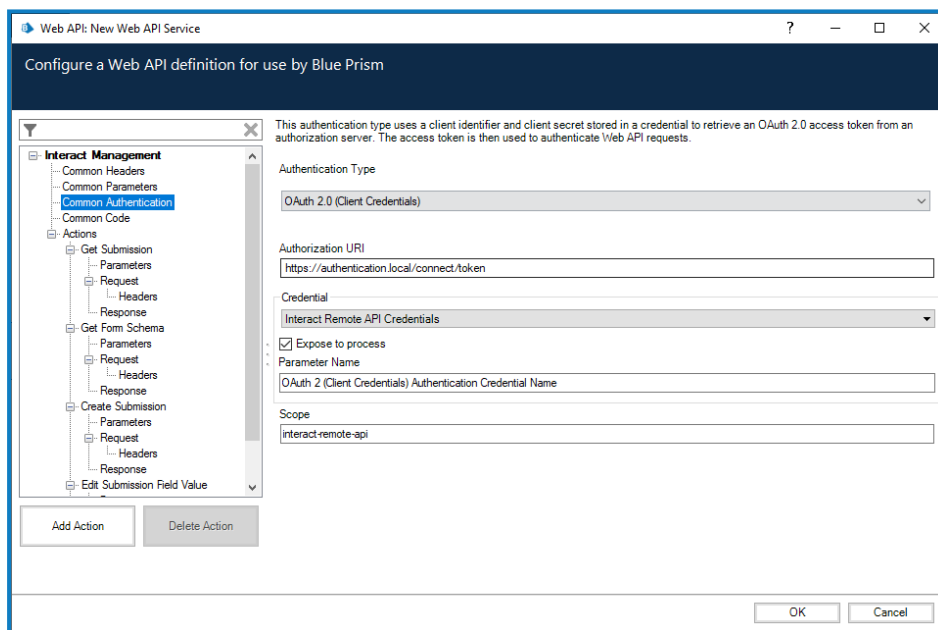 Web API: New Web API Service
Configure a Web API definition for use by Blue Prism
Interact Management
Common Headers
Common Parameters
Common Authentication
Common Code
Actions
Get Submission
Parameters
Request
Headers
Response
Get Form Schema
Parameters
Request
Headers
Response
Create Submission
Parameters
Request
Headers
Response
Edit Submission Field Value
Add Action
Delete Action
This authentication type uses a client identifier and client secret stored in a credential to retrieve an OAuth 2.0 access token from an
authorization server. The access token is then used to authenticate Web API requests.
Authentication Type
OAuth 2.0 (Client Credentials)
Authorization URI
https://authentication.local/connect/token
Credential
Interact Remote API Credentials
Expose to process
Parameter Name
OAuth 2 (Client Credentials) Authentication Credential Name
Scope
interact-remote-api
OK
Cancel